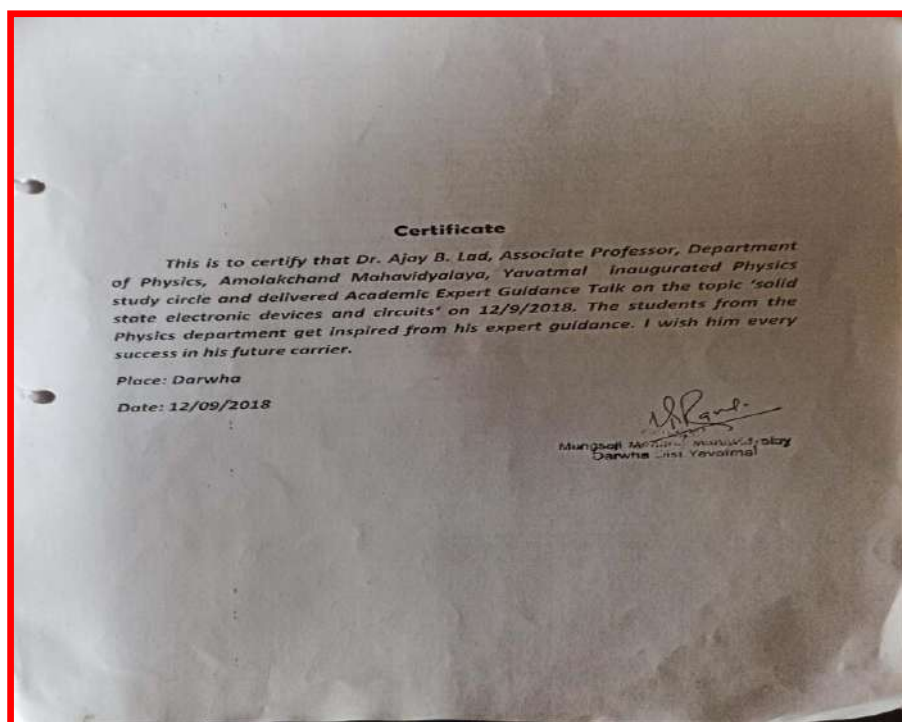 Certificate
This is to certify that Dr. Ajay B. Lad, Associate Professor, Department
of Physics, Amolakchand Mahavidyalaya, Yavatmal inaugurated Physics
study circle and delivered Academic Expert Guidance Talk on the topic 'solid
state electronic devices and circuits' on 12/9/2018. The students from the
Physics department get inspired from his expert guidance. I wish him every
success in his future carrier.
Place: Darwha
Date: 12/09/2018
Mungsaji
Darwha Dist Yavatmal